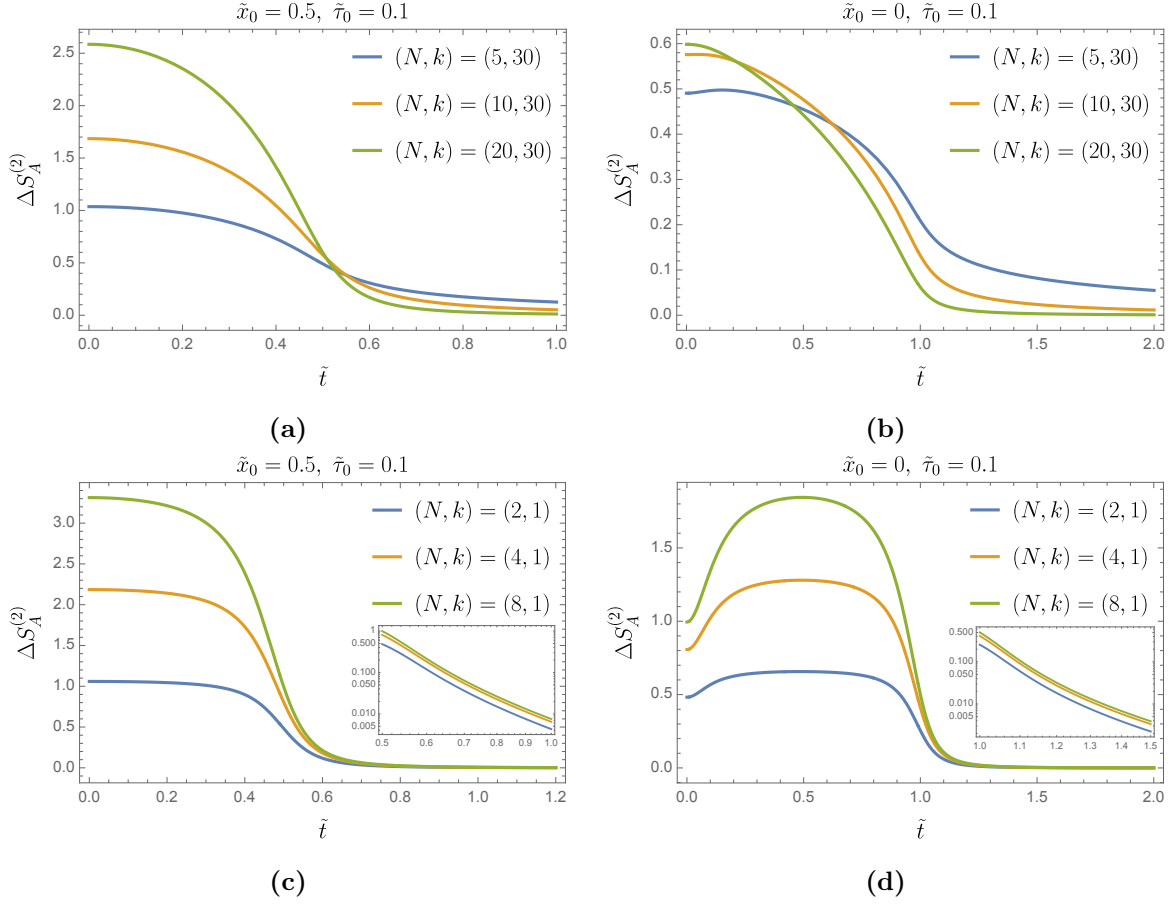 x̃₀ = 0.5, τ̃₀ = 0.1
(N, k) = (5, 30)
(N, k) = (10, 30)
(N, k) = (20, 30)
2.5
2.0
1.5
1.0
0.5
0.0
ΔS_A^(2)
0.0 0.2 0.4 0.6 0.8 1.0
t̃
(a)
x̃₀ = 0, τ̃₀ = 0.1
(N, k) = (5, 30)
(N, k) = (10, 30)
(N, k) = (20, 30)
0.6
0.5
0.4
0.3
0.2
0.1
0.0
ΔS_A^(2)
0.0 0.5 1.0 1.5 2.0
t̃
(b)
x̃₀ = 0.5, τ̃₀ = 0.1
(N, k) = (2, 1)
(N, k) = (4, 1)
(N, k) = (8, 1)
3.0
2.5
2.0
1.5
1.0
0.5
0.0
ΔS_A^(2)
1
0.500
0.100
0.050
0.010
0.005
0.5 0.6 0.7 0.8 0.9 1.0
0.0 0.2 0.4 0.6 0.8 1.0 1.2
t̃
(c)
x̃₀ = 0, τ̃₀ = 0.1
(N, k) = (2, 1)
(N, k) = (4, 1)
(N, k) = (8, 1)
1.5
1.0
0.5
0.0
ΔS_A^(2)
0.500
0.100
0.050
0.010
0.005
1.0 1.1 1.2 1.3 1.4 1.5
0.0 0.5 1.0 1.5 2.0
t̃
(d)